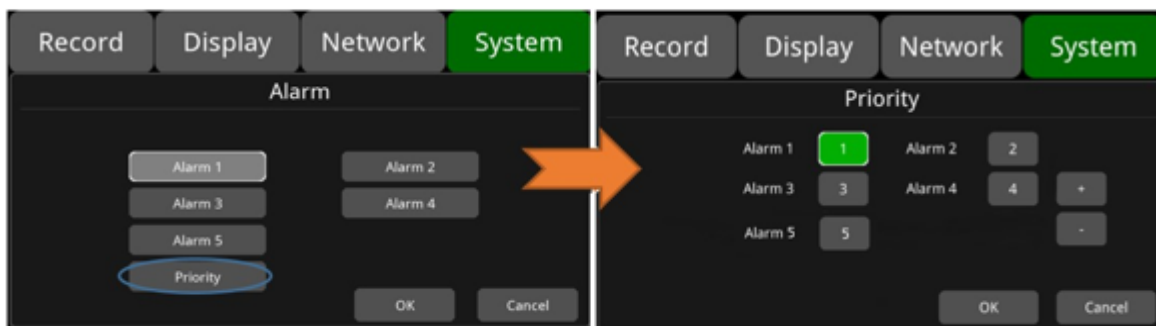 Record Display Network System
Alarm
Alarm 1 Alarm 2
Alarm 3 Alarm 4
Alarm 5
Priority
OK Cancel
Record Display Network System
Priority
Alarm 1 1 Alarm 2 2
Alarm 3 3 Alarm 4 4 +
Alarm 5 5 -
OK Cancel